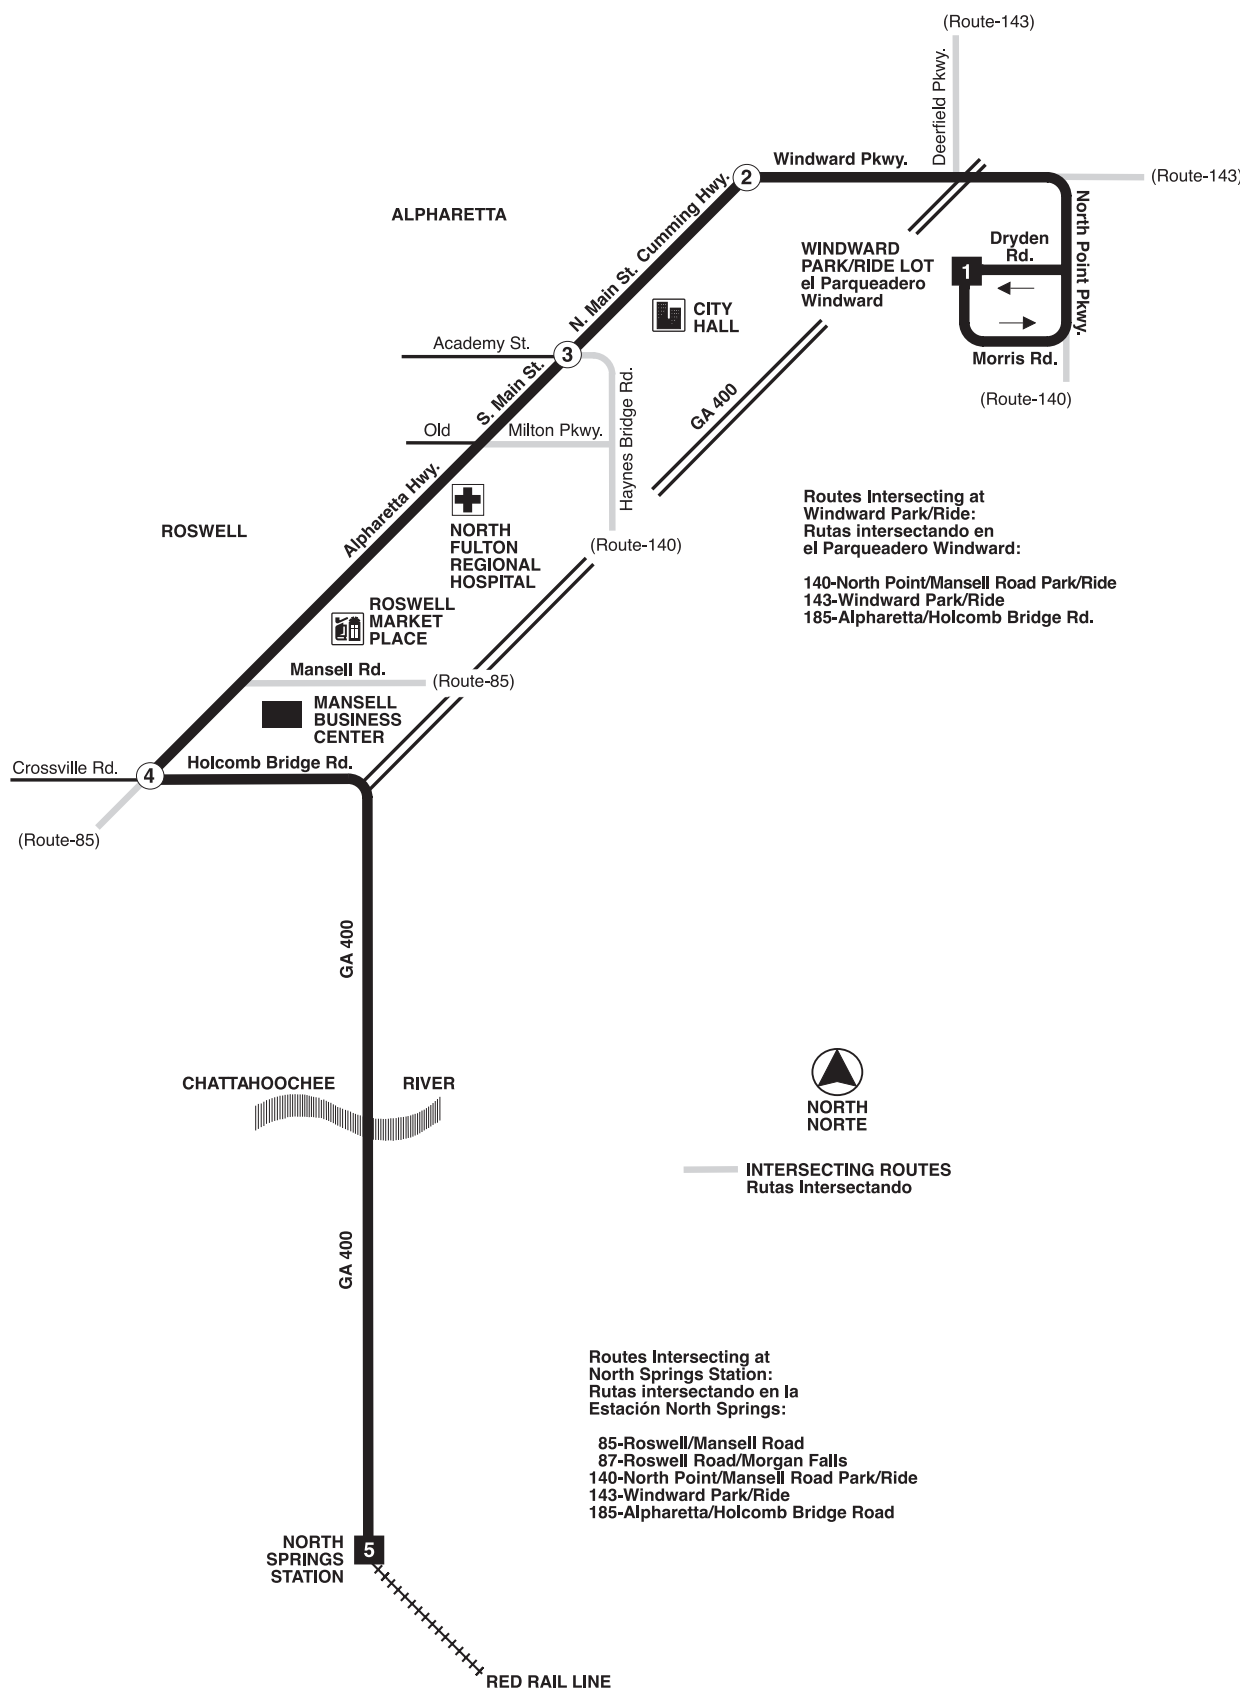 (Route-143)
Deerfield Pkwy.
Windward Pkwy.
2
(Route-143)
North Point Pkwy.
ALPHARETTA
Cumming Hwy.
N. Main St.
WINDWARD
PARK/RIDE LOT
el Parqueadero
Windward
Dryden
Rd.
1
Morris Rd.
(Route-140)
CITY
HALL
Academy St.
3
S. Main St.
Haynes Bridge Rd.
GA 400
Old
Milton Pkwy.
Alpharetta Hwy.
ROSWELL
NORTH
FULTON
REGIONAL
HOSPITAL
(Route-140)
Routes Intersecting at
Windward Park/Ride:
Rutas intersectando en
el Parqueadero Windward:
140-North Point/Mansell Road Park/Ride
143-Windward Park/Ride
185-Alpharetta/Holcomb Bridge Rd.
ROSWELL
MARKET
PLACE
Mansell Rd.
(Route-85)
MANSELL
BUSINESS
CENTER
Crossville Rd.
4
Holcomb Bridge Rd.
(Route-85)
GA 400
CHATTAHOOCHEE
RIVER
NORTH
NORTE
INTERSECTING ROUTES
Rutas Intersectando
GA 400
Routes Intersecting at
North Springs Station:
Rutas intersectando en la
Estación North Springs:
85-Roswell/Mansell Road
87-Roswell Road/Morgan Falls
140-North Point/Mansell Road Park/Ride
143-Windward Park/Ride
185-Alpharetta/Holcomb Bridge Road
NORTH
SPRINGS
STATION
5
RED RAIL LINE